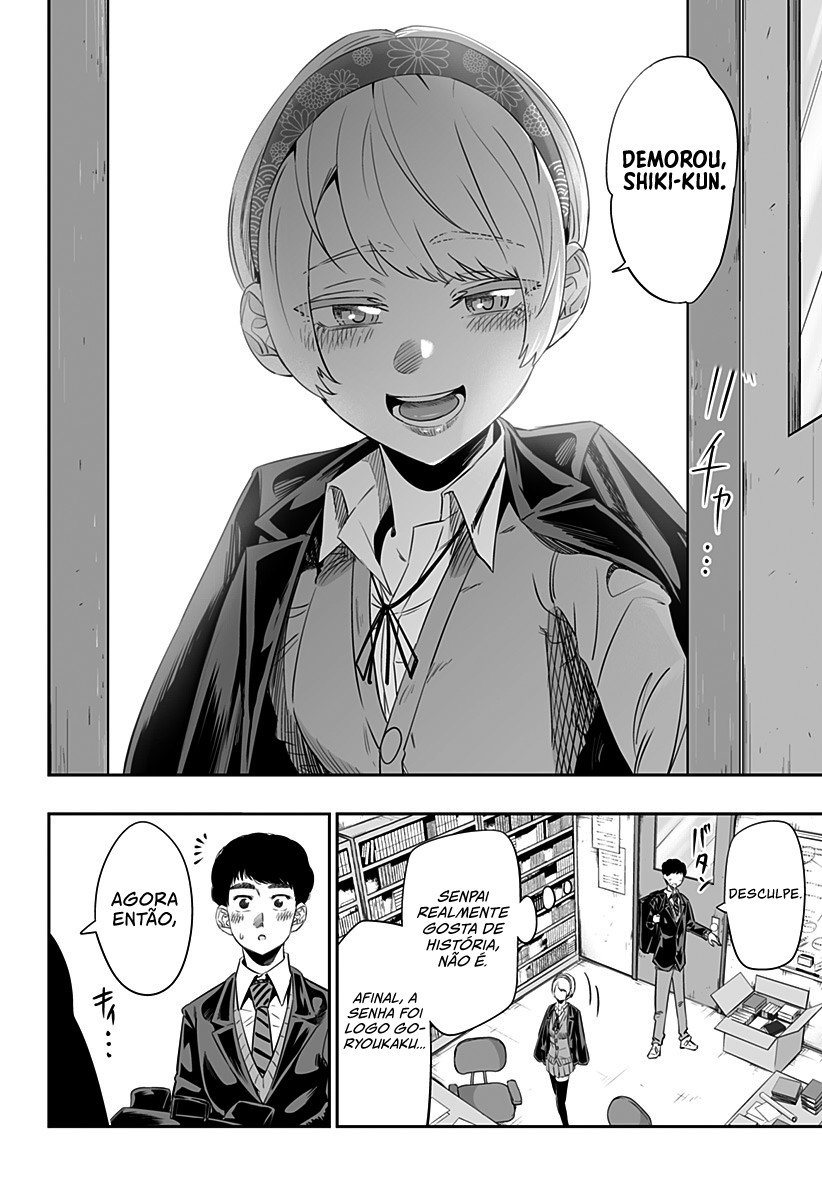 DEMOROU,
SHIKI-KUN.
チャ…
バタン
DESCULPE.
SENPAI
REALMENTE
GOSTA DE
HISTÓRIA,
NÃO É.
AFINAL, A
SENHA FOI
LOGO GO-
RYOUKAKU...
AGORA
ENTÃO,
キィ…